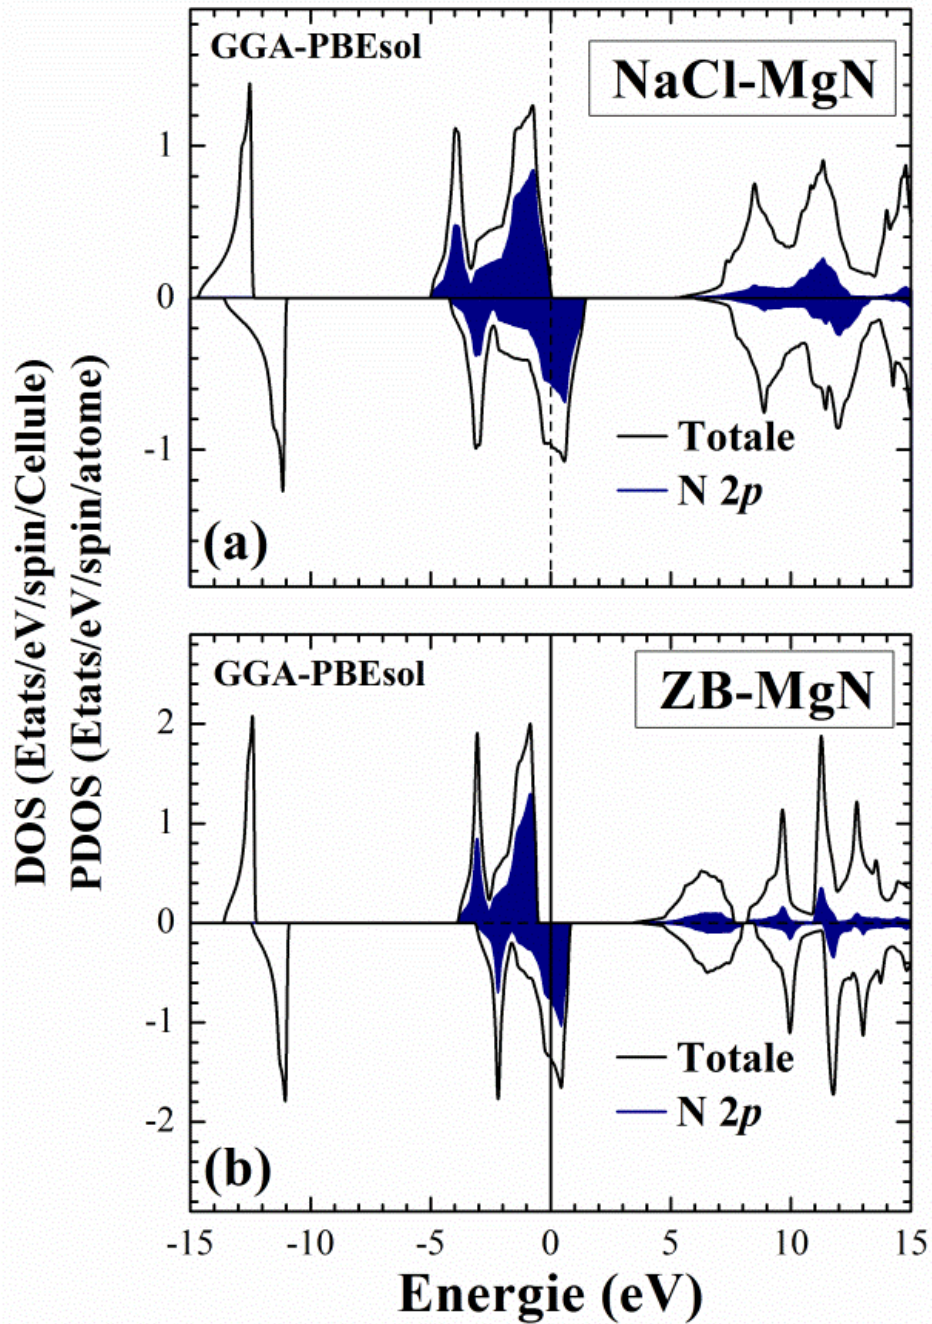 GGA-PBEsol
NaCl-MgN
1
0
-1
Totale
N 2p
(a)
DOS (Etats/eV/spin/Cellule)
PDOS (Etats/eV/spin/atome)
GGA-PBEsol
ZB-MgN
2
1
0
-1
-2
Totale
N 2p
(b)
-15 -10 -5 0 5 10 15
Energie (eV)